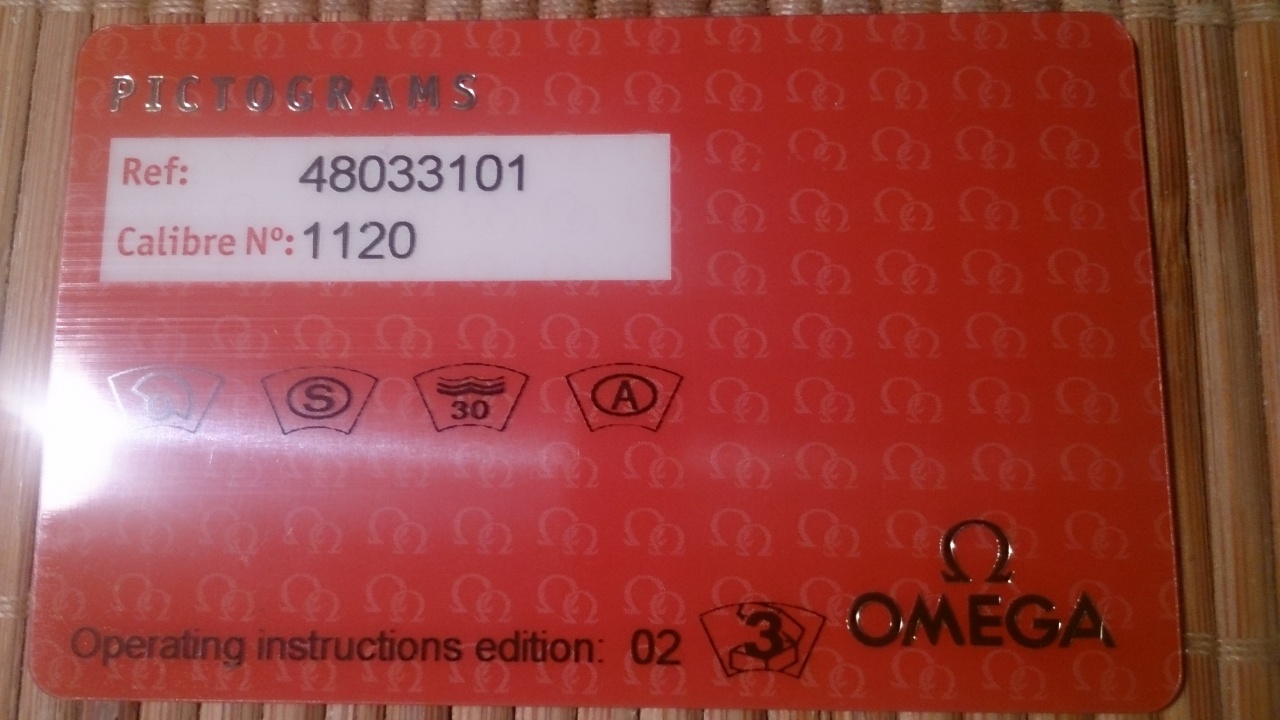 PICTOGRAMS
Ref: 48033101
Calibre Nº: 1120
S
30
A
Operating instructions edition: 02
3
Ω
OMEGA